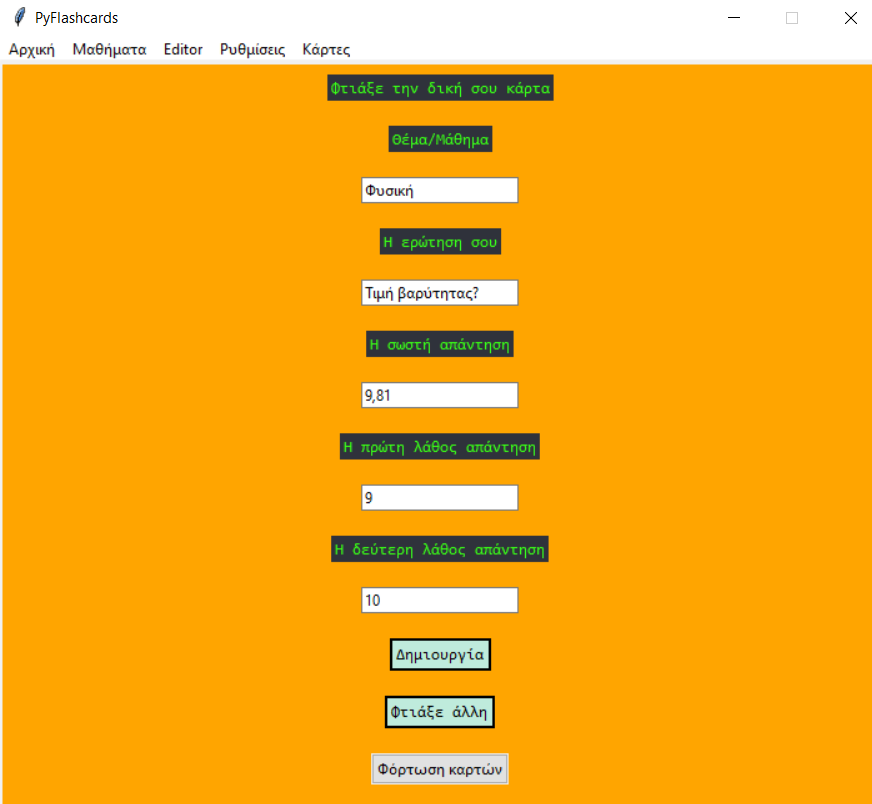 PyFlashcards
Αρχική Μαθήματα Editor Ρυθμίσεις Κάρτες
Φτιάξε την δική σου κάρτα
Θέμα/Μάθημα
Φυσική
Η ερώτηση σου
Τιμή βαρύτητας?
Η σωστή απάντηση
9,81
Η πρώτη λάθος απάντηση
9
Η δεύτερη λάθος απάντηση
10
Δημιουργία
Φτιάξε άλλη
Φόρτωση καρτών